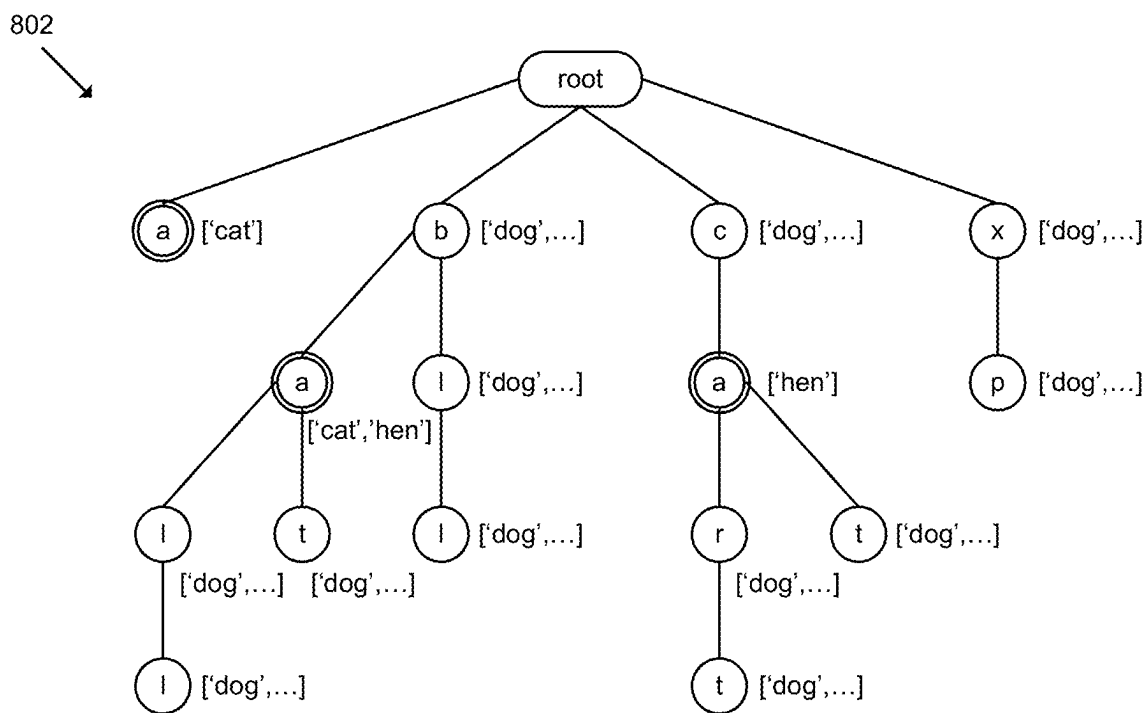 802
root
a ['cat'] b ['dog',...] c ['dog',...] x ['dog',...]
a l ['dog',...] a ['hen'] p ['dog',...]
['cat','hen']
l t l ['dog',...] r t ['dog',...]
['dog',...] ['dog',...] ['dog',...]
l ['dog',...] t ['dog',...]